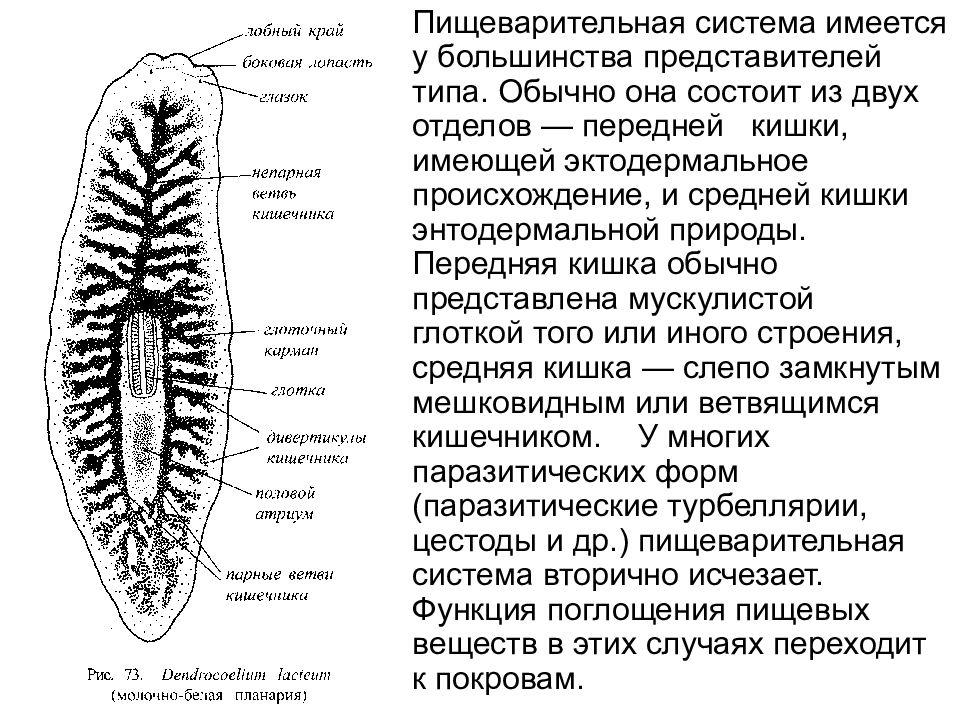 лобный край
боковая лопасть
глазок
непарная
ветвь
кишечника
глоточный
карман
глотка
дивертикулы
кишечника
половой
атриум
парные ветви
кишечника
Рис. 73. Dendrocoelium lacteum
(молочно-белая планария)
Пищеварительная система имеется
у большинства представителей
типа. Обычно она состоит из двух
отделов — передней кишки,
имеющей эктодермальное
происхождение, и средней кишки
энтодермальной природы.
Передняя кишка обычно
представлена мускулистой
глоткой того или иного строения,
средняя кишка — слепо замкнутым
мешковидным или ветвящимся
кишечником. У многих
паразитических форм
(паразитические турбеллярии,
цестоды и др.) пищеварительная
система вторично исчезает.
Функция поглощения пищевых
веществ в этих случаях переходит
к покровам.